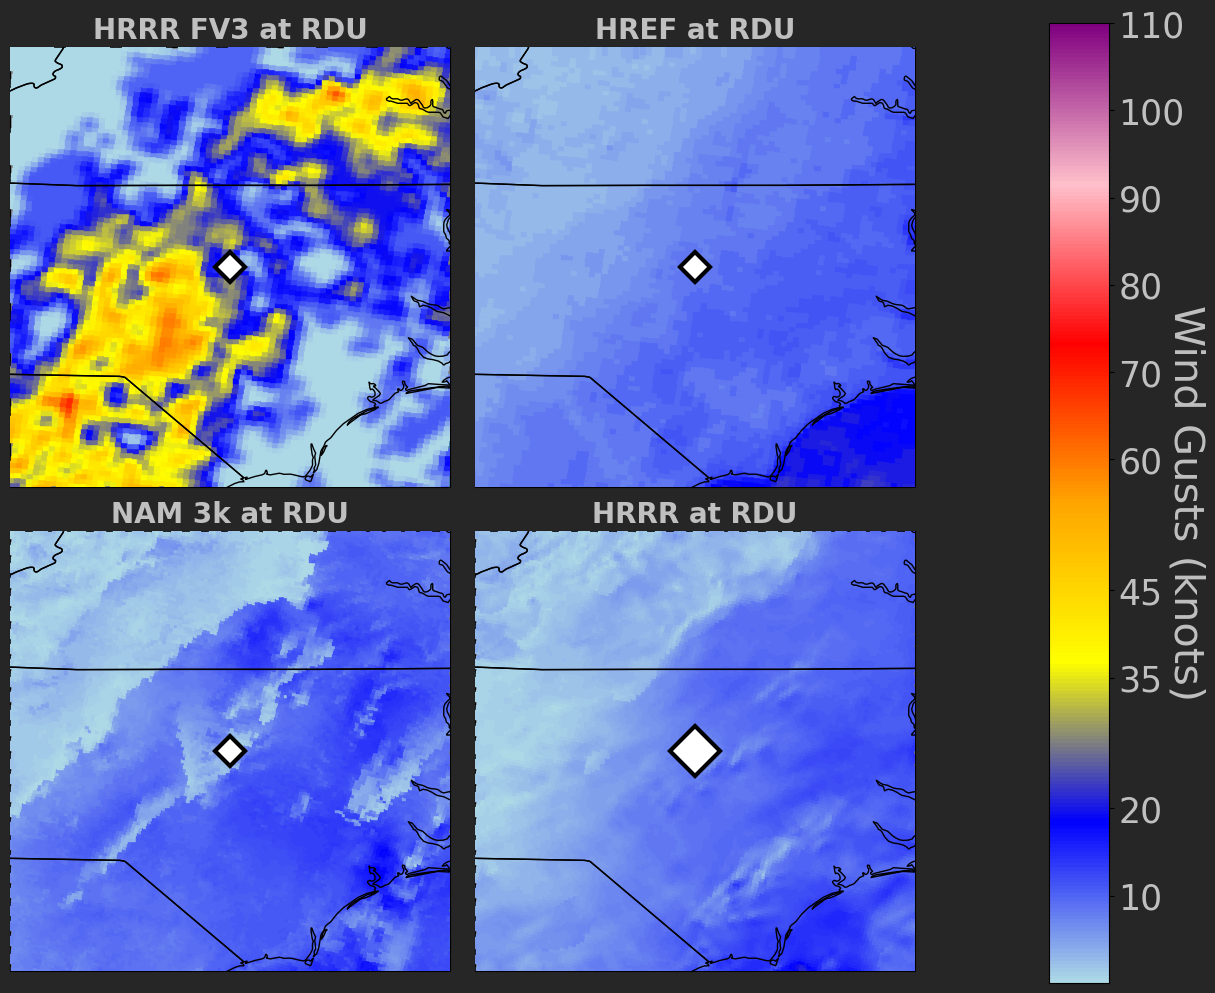 HRRR FV3 at RDU
HREF at RDU
NAM 3k at RDU
HRRR at RDU
110
100
90
80
70
60
45
35
20
10
Wind Gusts (knots)